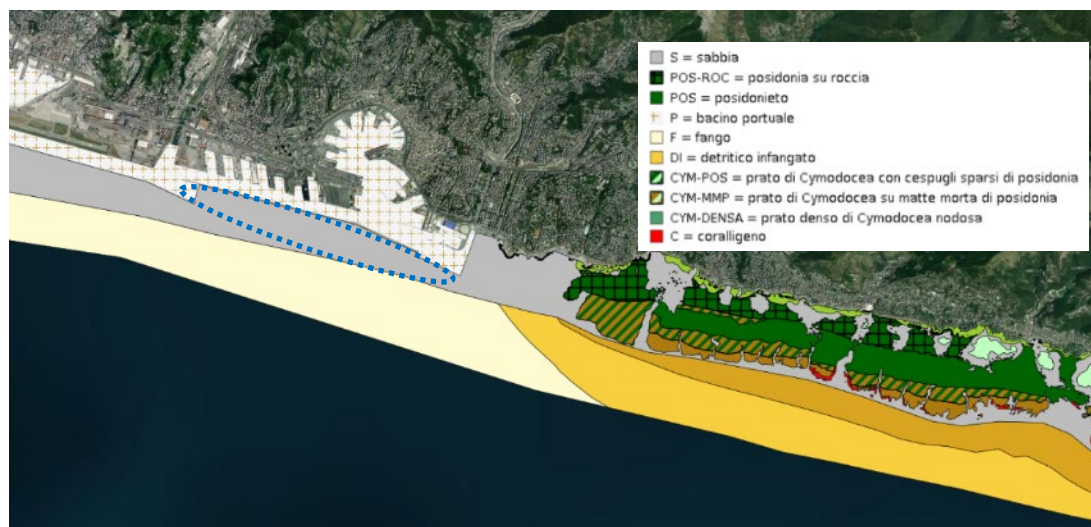 S = sabbia
POS-ROC = posidonia su roccia
POS = posidonieto
P = bacino portuale
F = fango
DI = detritico infangato
CYM-POS = prato di Cymodocea con cespugli sparsi di posidonia
CYM-MMP = prato di Cymodocea su matte morta di posidonia
CYM-DENSA = prato denso di Cymodocea nodosa
C = coralligeno